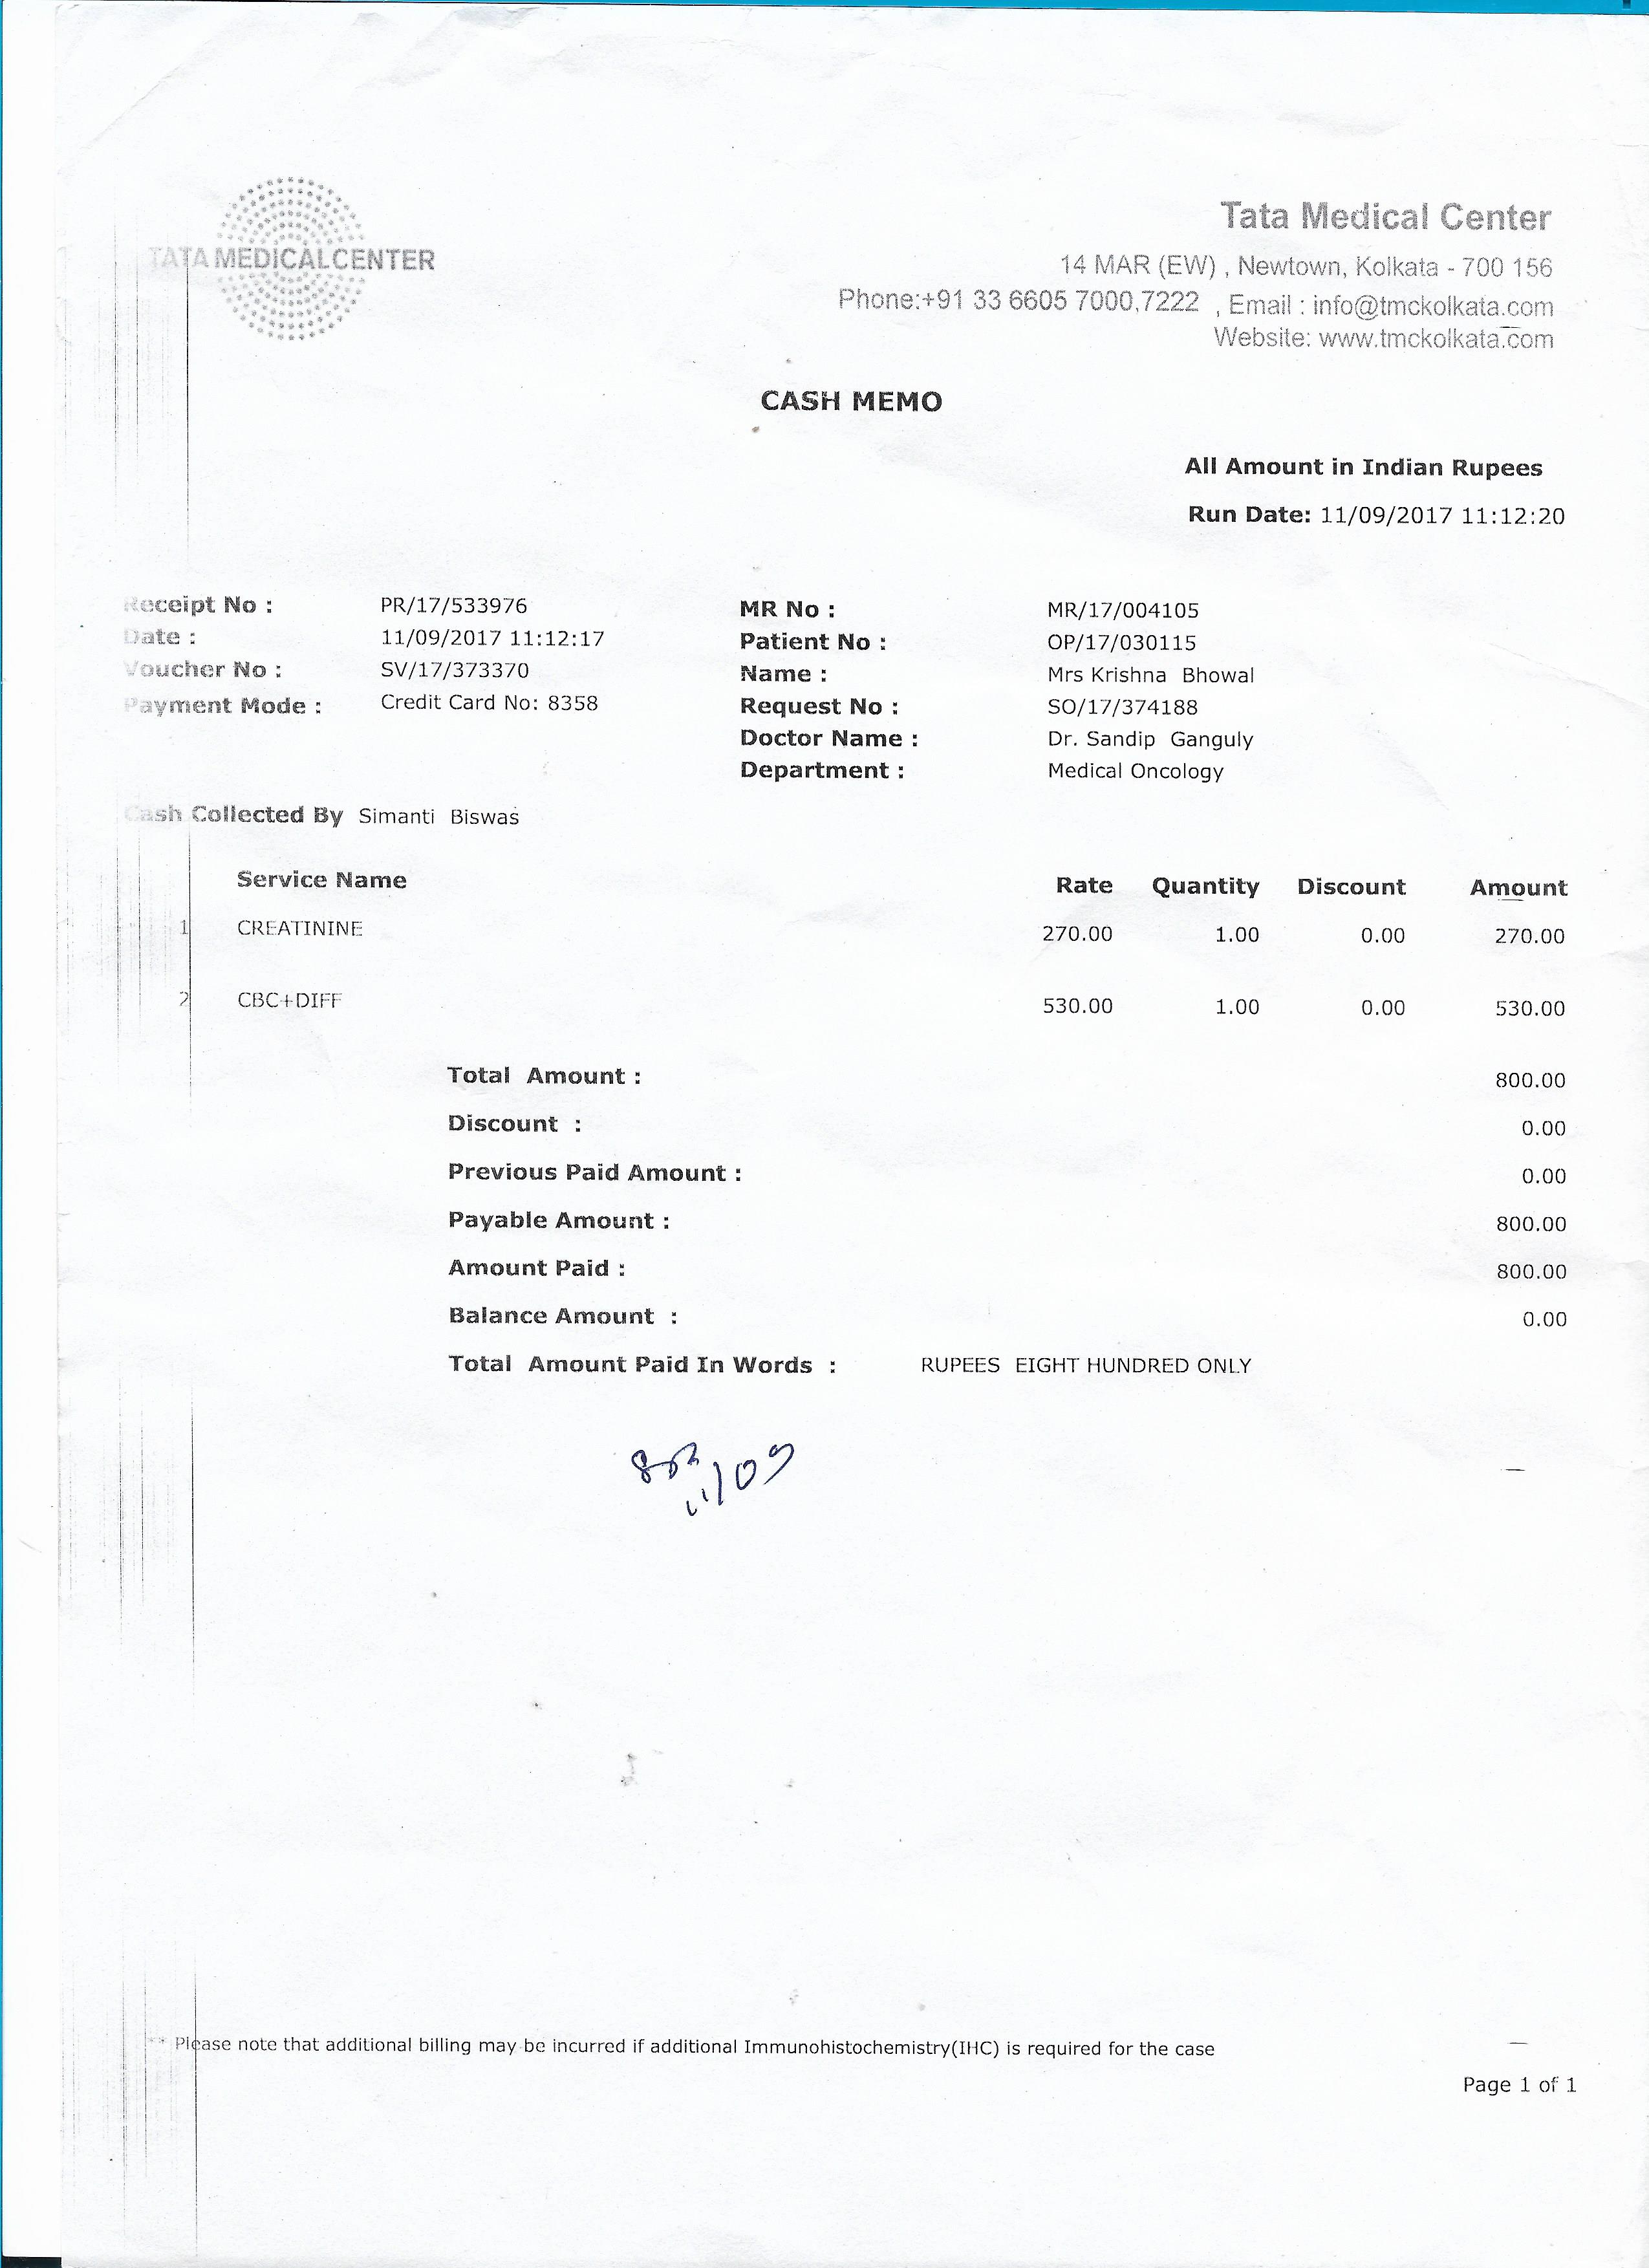 TATA MEDICAL CENTER
Tata Medical Center
14 MAR (EW) , Newtown, Kolkata - 700 156
Phone:+91 33 6605 7000,7222 , Email : info@tmckolkata.com
Website: www.tmckolkata.com
CASH MEMO
All Amount in Indian Rupees
Run Date: 11/09/2017 11:12:20
Receipt No : PR/17/533976 MR No : MR/17/004105
Date : 11/09/2017 11:12:17 Patient No : OP/17/030115
Voucher No : SV/17/373370 Name : Mrs Krishna Bhowal
Payment Mode : Credit Card No: 8358 Request No : SO/17/374188
Doctor Name : Dr. Sandip Ganguly
Department : Medical Oncology
Cash Collected By Simanti Biswas
Service Name Rate Quantity Discount Amount
1 CREATININE 270.00 1.00 0.00 270.00
2 CBC+DIFF 530.00 1.00 0.00 530.00
Total Amount : 800.00
Discount : 0.00
Previous Paid Amount : 0.00
Payable Amount : 800.00
Amount Paid : 800.00
Balance Amount : 0.00
Total Amount Paid In Words : RUPEES EIGHT HUNDRED ONLY
11/09
** Please note that additional billing may be incurred if additional Immunohistochemistry(IHC) is required for the case
Page 1 of 1